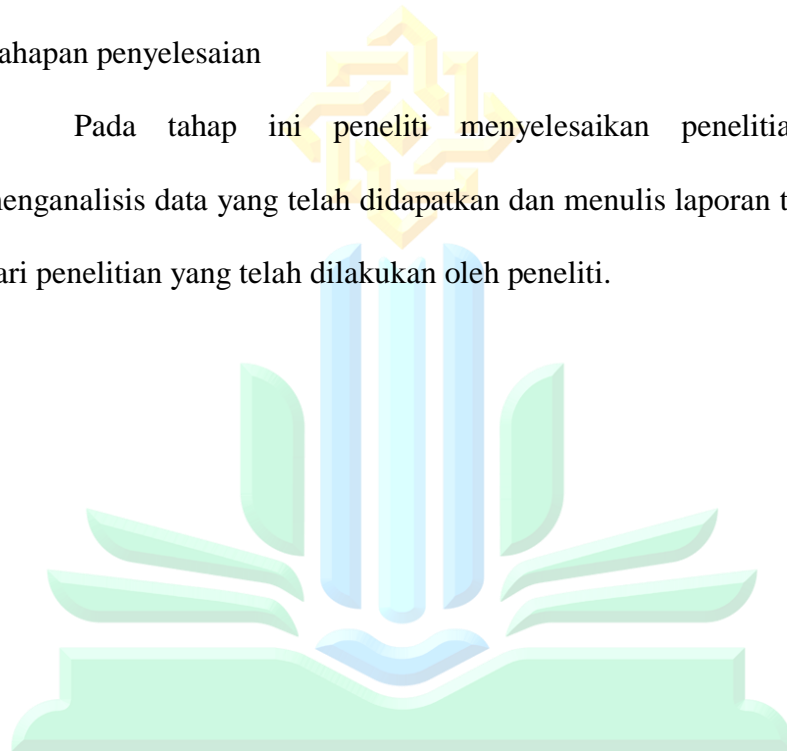 ahapan penyelesaian
Pada tahap ini peneliti menyelesaikan penelitia
nenganalisis data yang telah didapatkan dan menulis laporan t
ari penelitian yang telah dilakukan oleh peneliti.